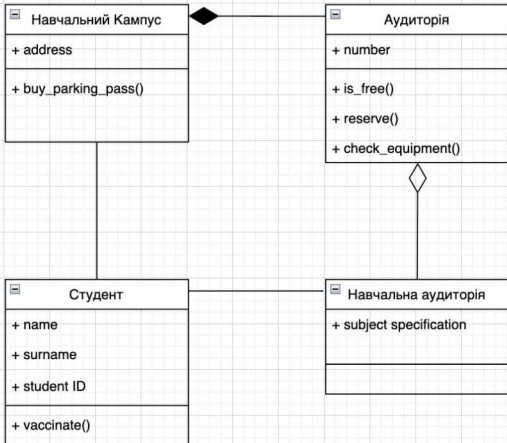 Навчальний Кампус
+ address
+ buy_parking_pass()
Аудиторія
+ number
+ is_free()
+ reserve()
+ check_equipment()
Студент
+ name
+ surname
+ student ID
+ vaccinate()
Навчальна аудиторія
+ subject specification